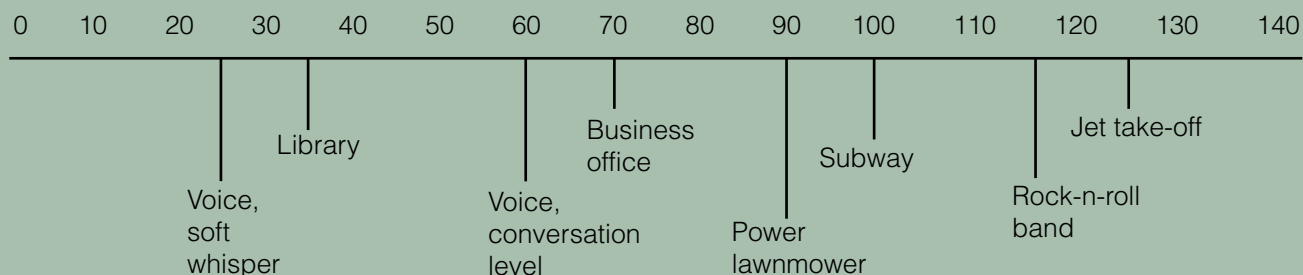 0 10 20 30 40 50 60 70 80 90 100 110 120 130 140
Library
Business
office
Jet take-off
Subway
Voice,
soft
whisper
Voice,
conversation
level
Power
lawnmower
Rock-n-roll
band